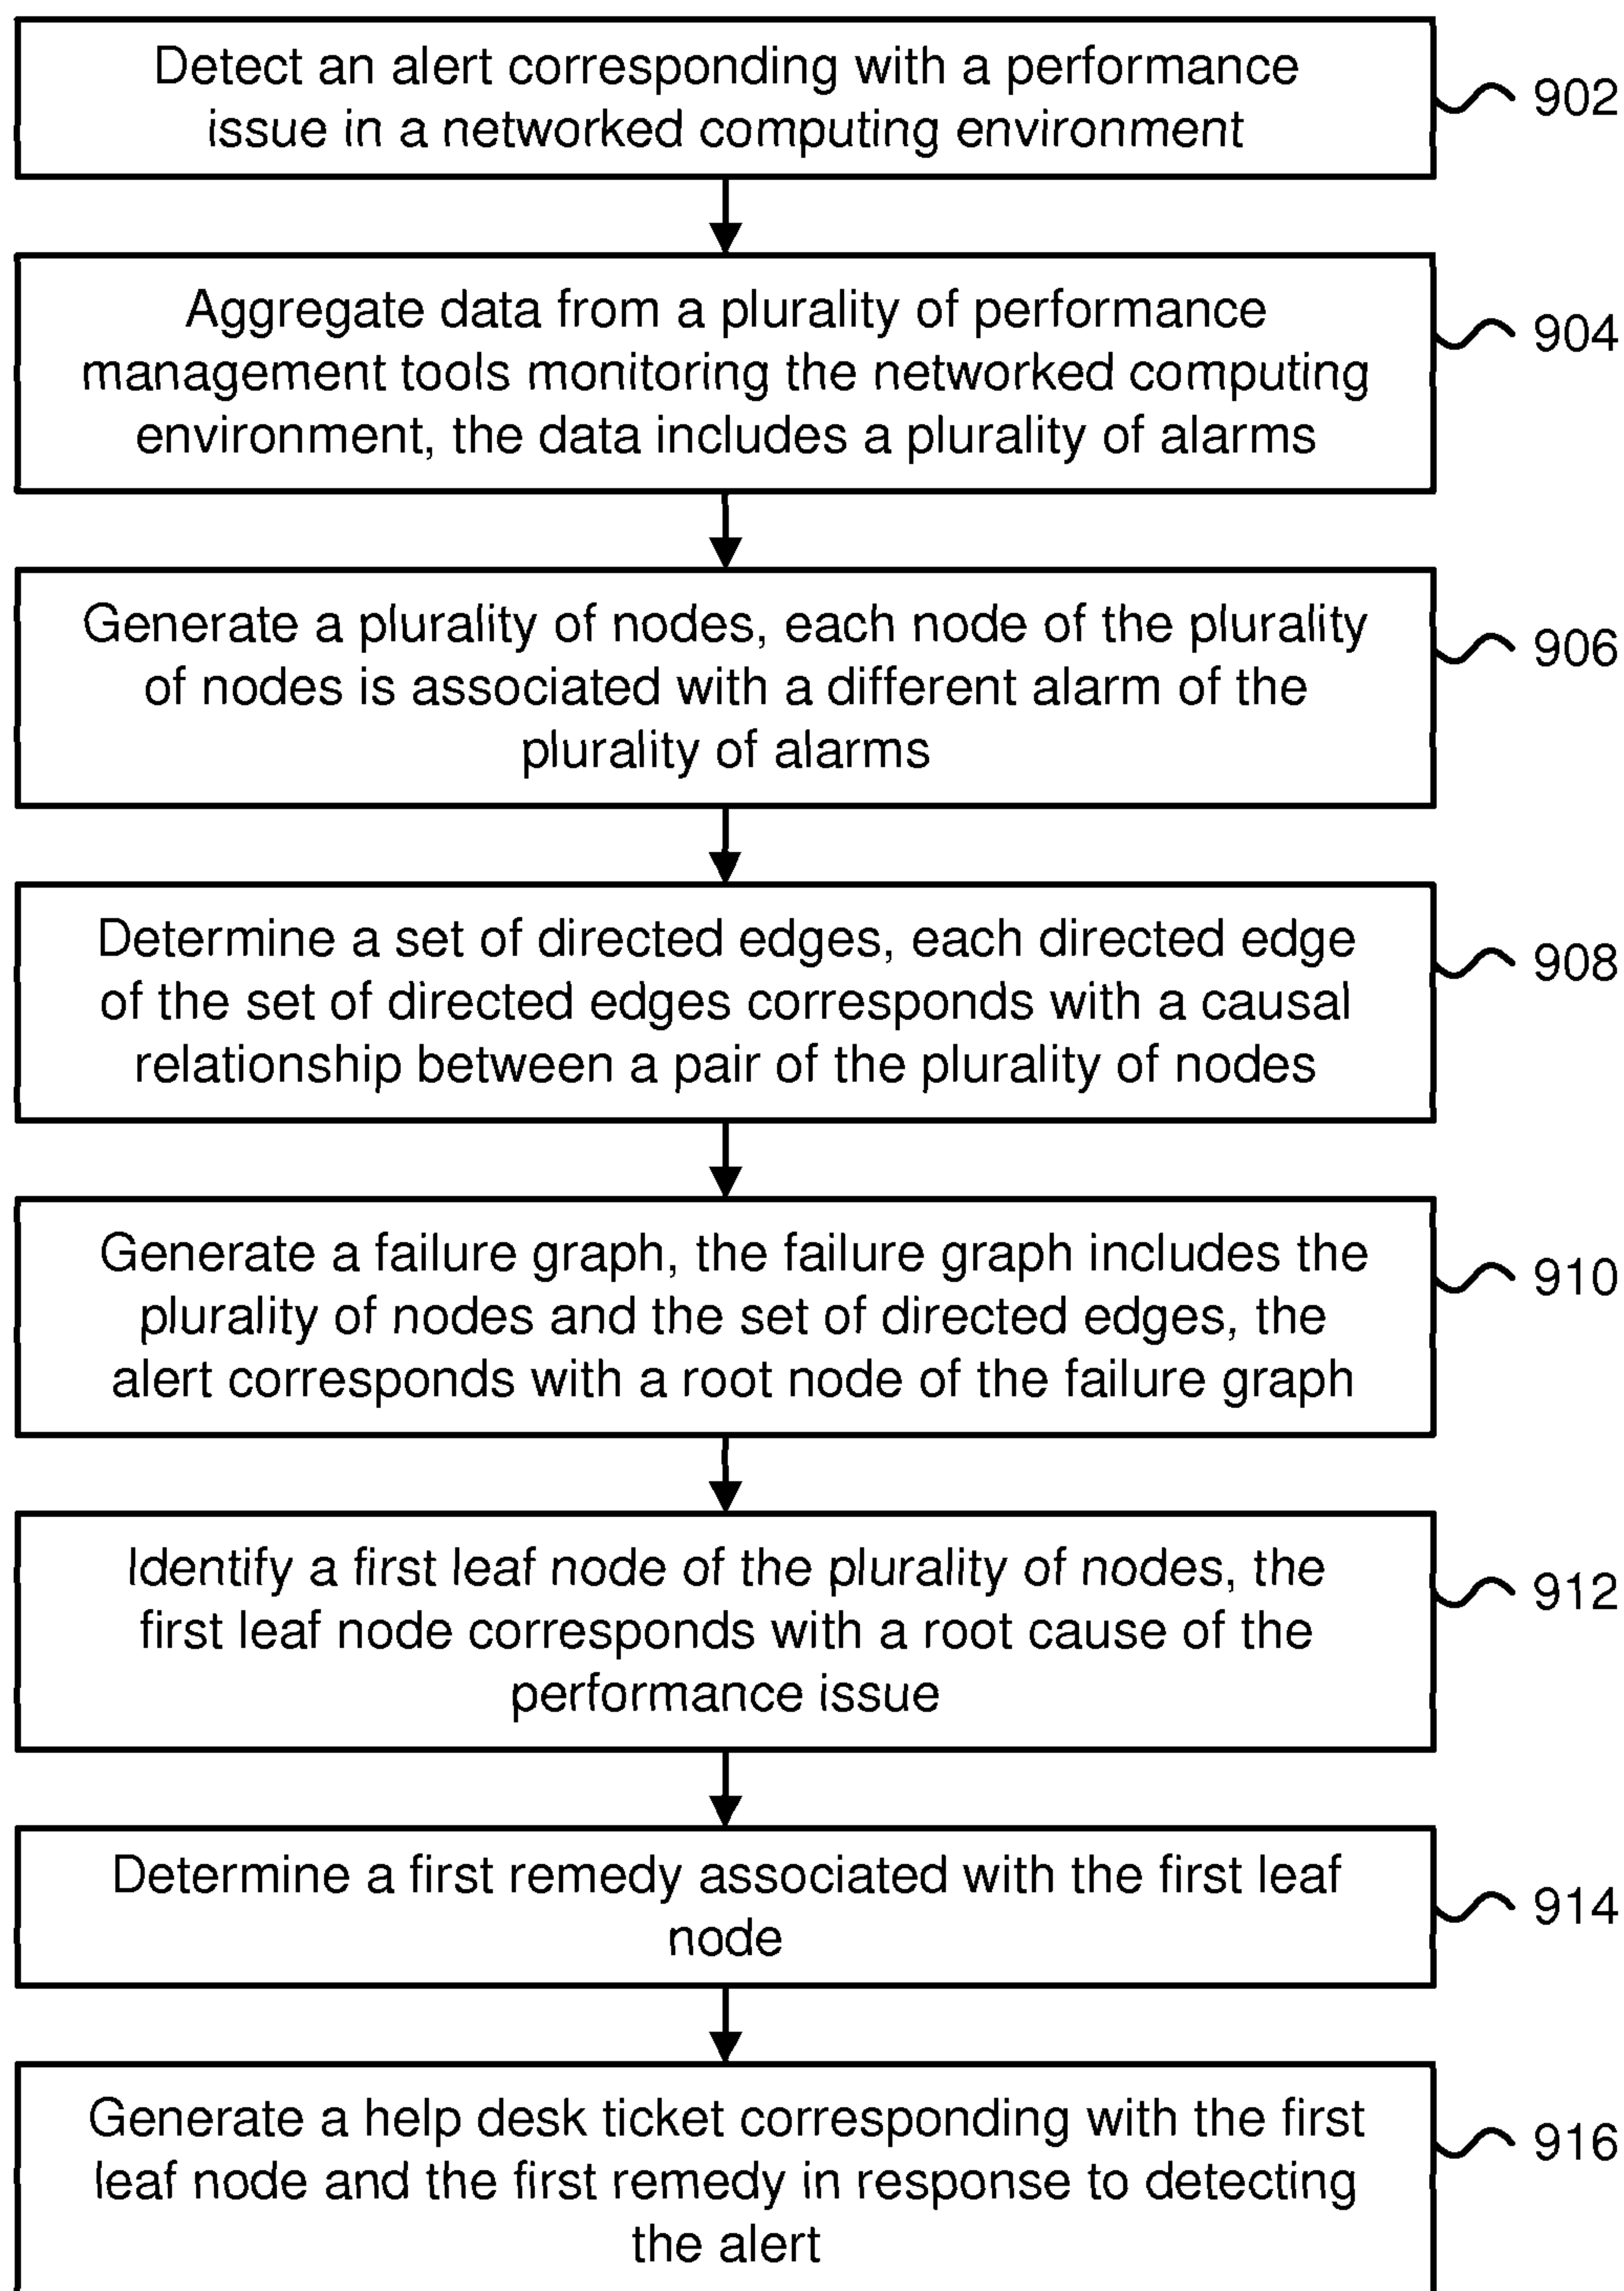 Detect an alert corresponding with a performance
issue in a networked computing environment
902
Aggregate data from a plurality of performance
management tools monitoring the networked computing
environment, the data includes a plurality of alarms
904
Generate a plurality of nodes, each node of the plurality
of nodes is associated with a different alarm of the
plurality of alarms
906
Determine a set of directed edges, each directed edge
of the set of directed edges corresponds with a causal
relationship between a pair of the plurality of nodes
908
Generate a failure graph, the failure graph includes the
plurality of nodes and the set of directed edges, the
alert corresponds with a root node of the failure graph
910
Identify a first leaf node of the plurality of nodes, the
first leaf node corresponds with a root cause of the
performance issue
912
Determine a first remedy associated with the first leaf
node
914
Generate a help desk ticket corresponding with the first
leaf node and the first remedy in response to detecting
the alert
916